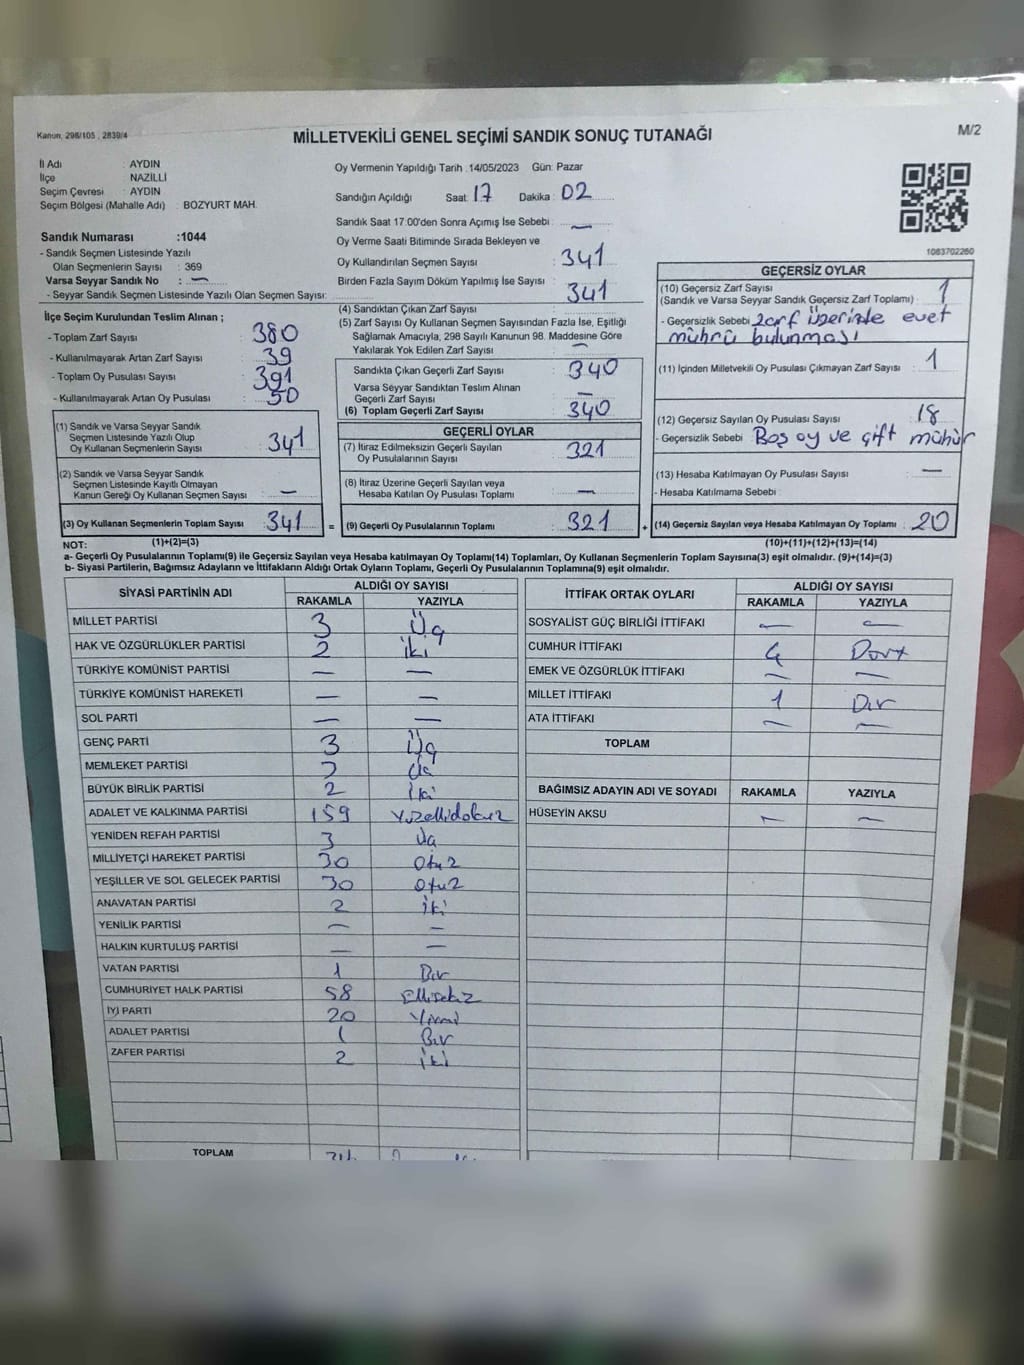 Kanun, 298/105 , 2839/4
MİLLETVEKİLİ GENEL SEÇİMİ SANDIK SONUÇ TUTANAĞI
M/2
İl Adı : AYDIN
İlçe : NAZİLLİ
Seçim Çevresi : AYDIN
Seçim Bölgesi (Mahalle Adı) : BOZYURT MAH.
Sandık Numarası :1044
- Sandık Seçmen Listesinde Yazılı
Olan Seçmenlerin Sayısı : 369
Varsa Seyyar Sandık No : —
- Seyyar Sandık Seçmen Listesinde Yazılı Olan Seçmen Sayısı:
Oy Vermenin Yapıldığı Tarih :14/05/2023 Gün: Pazar
Sandığın Açıldığı Saat: 17 Dakika : 02
Sandık Saat 17:00'den Sonra Açımış İse Sebebi : —
Oy Verme Saati Bitiminde Sırada Bekleyen ve
Oy Kullandırılan Seçmen Sayısı : 341
Birden Fazla Sayım Döküm Yapılmış İse Sayısı :
1083702260
İlçe Seçim Kurulundan Teslim Alınan ;
- Toplam Zarf Sayısı : 380
- Kullanılmayarak Artan Zarf Sayısı : 39
- Toplam Oy Pusulası Sayısı : 391
- Kullanılmayarak Artan Oy Pusulası : 50
(1) Sandık ve Varsa Seyyar Sandık
Seçmen Listesinde Yazılı Olup
Oy Kullanan Seçmenlerin Sayısı : 341
(2) Sandık ve Varsa Seyyar Sandık
Seçmen Listesinde Kayıtlı Olmayan
Kanun Gereği Oy Kullanan Seçmen Sayısı : —
(3) Oy Kullanan Seçmenlerin Toplam Sayısı : 341
(4) Sandıktan Çıkan Zarf Sayısı : 341
(5) Zarf Sayısı Oy Kullanan Seçmen Sayısından Fazla İse, Eşitliği
Sağlamak Amacıyla, 298 Sayılı Kanunun 98. Maddesine Göre
Yakılarak Yok Edilen Zarf Sayısı : —
Sandıkta Çıkan Geçerli Zarf Sayısı : 340
Varsa Seyyar Sandıktan Teslim Alınan
Geçerli Zarf Sayısı : —
(6) Toplam Geçerli Zarf Sayısı : 340
GEÇERLİ OYLAR
(7) İtiraz Edilmeksizin Geçerli Sayılan
Oy Pusulalarının Sayısı : 321
(8) İtiraz Üzerine Geçerli Sayılan veya
Hesaba Katılan Oy Pusulası Toplamı : —
= (9) Geçerli Oy Pusulalarının Toplamı : 321
GEÇERSİZ OYLAR
(10) Geçersiz Zarf Sayısı
(Sandık ve Varsa Seyyar Sandık Geçersiz Zarf Toplamı) : 1
- Geçersizlik Sebebi : Zarf üzerinde evet
mührü bulunması
(11) İçinden Milletvekili Oy Pusulası Çıkmayan Zarf Sayısı : 1
(12) Geçersiz Sayılan Oy Pusulası Sayısı : 18
- Geçersizlik Sebebi : Boş oy ve çift mühür
(13) Hesaba Katılmayan Oy Pusulası Sayısı : —
- Hesaba Katılmama Sebebi :
+ (14) Geçersiz Sayılan veya Hesaba Katılmayan Oy Toplamı : 20
NOT: (1)+(2)=(3) (10)+(11)+(12)+(13)=(14)
a- Geçerli Oy Pusulalarının Toplamı(9) ile Geçersiz Sayılan veya Hesaba katılmayan Oy Toplamı(14) Toplamları, Oy Kullanan Seçmenlerin Toplam Sayısına(3) eşit olmalıdır. (9)+(14)=(3)
b- Siyasi Partilerin, Bağımsız Adayların ve İttifakların Aldığı Ortak Oyların Toplamı, Geçerli Oy Pusulalarının Toplamına(9) eşit olmalıdır.
SİYASİ PARTİNİN ADI ALDIĞI OY SAYISI
RAKAMLA YAZIYLA
MİLLET PARTİSİ 3 Üç
HAK VE ÖZGÜRLÜKLER PARTİSİ 2 İki
TÜRKİYE KOMÜNİST PARTİSİ — —
TÜRKİYE KOMÜNİST HAREKETİ — —
SOL PARTİ — —
GENÇ PARTİ 3 Üç
MEMLEKET PARTİSİ
BÜYÜK BİRLİK PARTİSİ 2 İki
ADALET VE KALKINMA PARTİSİ 159 Yüzellidokuz
YENİDEN REFAH PARTİSİ 3 Üç
MİLLİYETÇİ HAREKET PARTİSİ 30 Otuz
YEŞİLLER VE SOL GELECEK PARTİSİ 30 Otuz
ANAVATAN PARTİSİ 2 İki
YENİLİK PARTİSİ — —
HALKIN KURTULUŞ PARTİSİ — —
VATAN PARTİSİ 1 Bir
CUMHURİYET HALK PARTİSİ 58 Ellisekiz
İYİ PARTİ 20 Yirmi
ADALET PARTİSİ 1 Bir
ZAFER PARTİSİ 2 İki
TOPLAM
İTTİFAK ORTAK OYLARI ALDIĞI OY SAYISI
RAKAMLA YAZIYLA
SOSYALİST GÜÇ BİRLİĞİ İTTİFAKI — —
CUMHUR İTTİFAKI 4 Dört
EMEK VE ÖZGÜRLÜK İTTİFAKI — —
MİLLET İTTİFAKI 1 Bir
ATA İTTİFAKI — —
TOPLAM
BAĞIMSIZ ADAYIN ADI VE SOYADI RAKAMLA YAZIYLA
HÜSEYİN AKSU — —